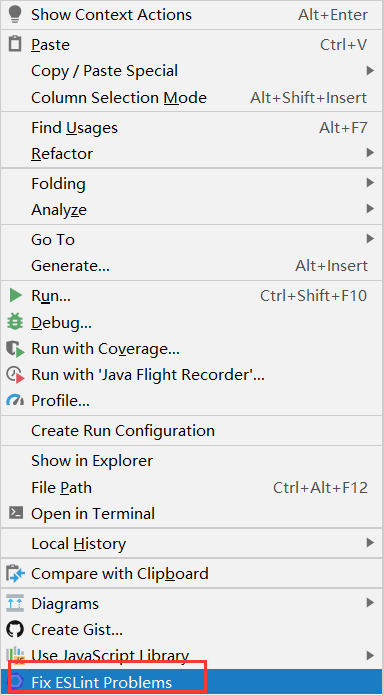 Show Context Actions Alt+Enter
Paste Ctrl+V
Copy / Paste Special
Column Selection Mode Alt+Shift+Insert
Find Usages Alt+F7
Refactor
Folding
Analyze
Go To
Generate... Alt+Insert
Run... Ctrl+Shift+F10
Debug...
Run with Coverage...
Run with 'Java Flight Recorder'...
Profile...
Create Run Configuration
Show in Explorer
File Path Ctrl+Alt+F12
Open in Terminal
Local History
Compare with Clipboard
Diagrams
Create Gist...
Use JavaScript Library
Fix ESLint Problems